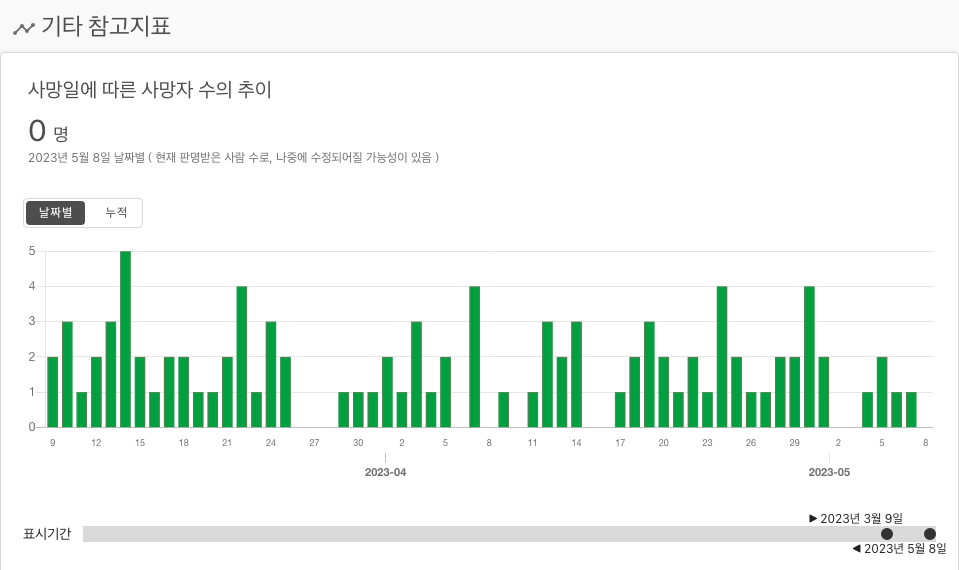 기타 참고지표
사망일에 따른 사망자 수의 추이
0 명
2023년 5월 8일 날짜별 ( 현재 판명받은 사람 수로, 나중에 수정되어질 가능성이 있음 )
날짜별 누적
5
4
3
2
1
0
9 12 15 18 21 24 27 30 2 5 8 11 14 17 20 23 26 29 2 5 8
2023-04 2023-05
▶ 2023년 3월 9일
표시기간
◀ 2023년 5월 8일